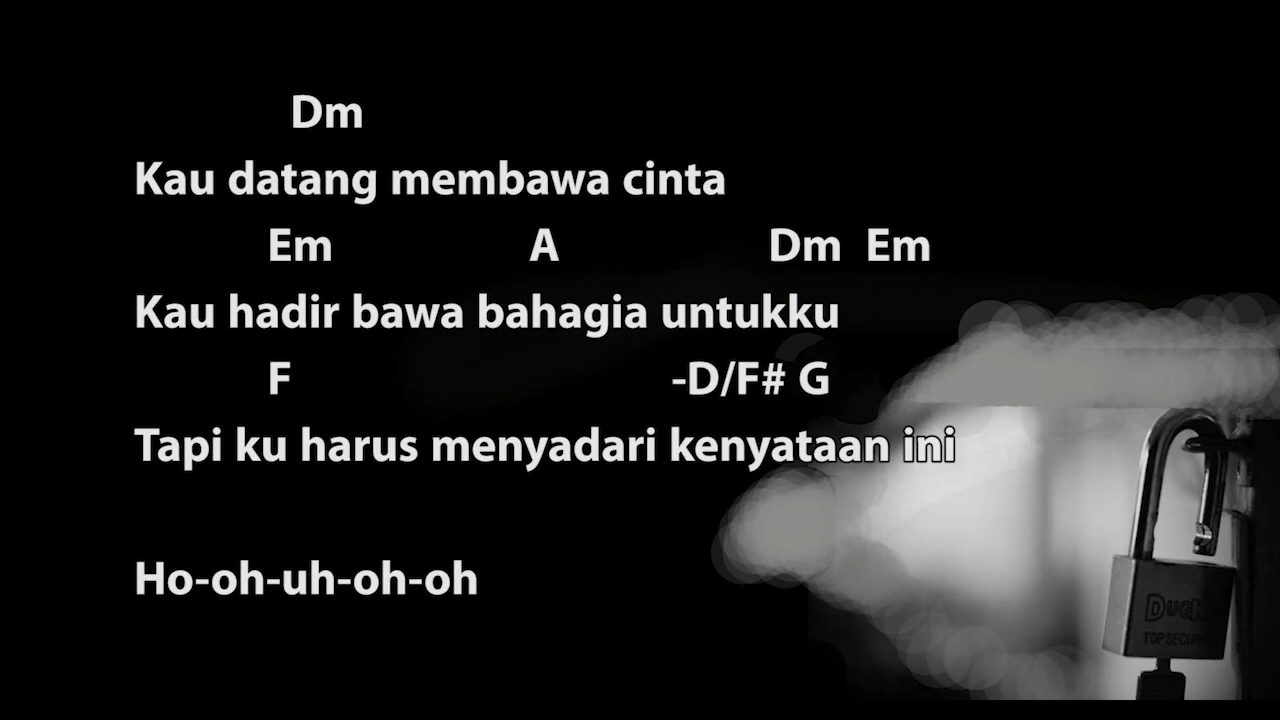 Dm
Kau datang membawa cinta
Em A Dm Em
Kau hadir bawa bahagia untukku
F -D/F# G
Tapi ku harus menyadari kenyataan ini
Ho-oh-uh-oh-oh
TOP